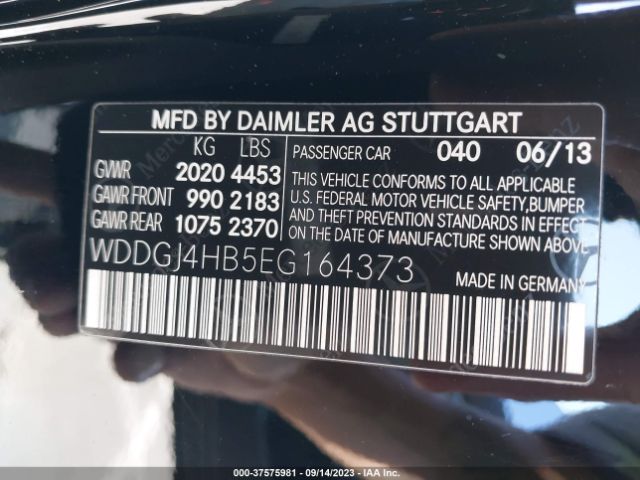 MFD BY DAIMLER AG STUTTGART
KG LBS
GVWR 2020 4453
GAWR FRONT 990 2183
GAWR REAR 1075 2370
PASSENGER CAR 040 06/13
THIS VEHICLE CONFORMS TO ALL APPLICABLE
U.S. FEDERAL MOTOR VEHICLE SAFETY,BUMPER
AND THEFT PREVENTION STANDARDS IN EFFECT
ON THE DATE OF MANUFACTURE SHOWN ABOVE
WDDGJ4HB5EG164373
MADE IN GERMANY
000-37575981 - 09/14/2023 - IAA Inc.